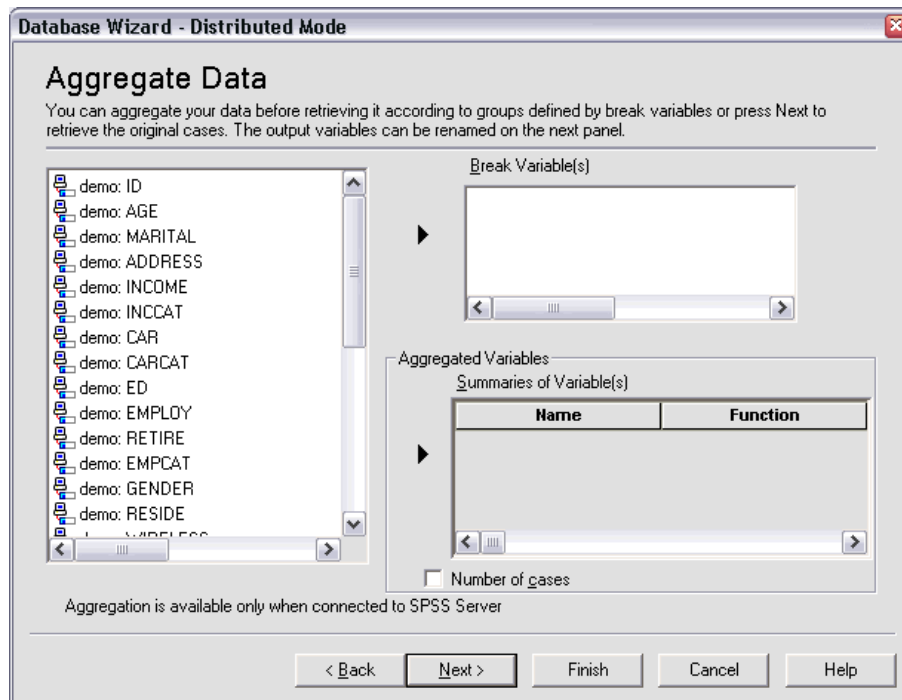 Database Wizard - Distributed Mode
Aggregate Data
You can aggregate your data before retrieving it according to groups defined by break variables or press Next to
retrieve the original cases. The output variables can be renamed on the next panel.
demo: ID
demo: AGE
demo: MARITAL
demo: ADDRESS
demo: INCOME
demo: INCCAT
demo: CAR
demo: CARCAT
demo: ED
demo: EMPLOY
demo: RETIRE
demo: EMPCAT
demo: GENDER
demo: RESIDE
Break Variable(s)
Aggregated Variables
Summaries of Variable(s)
Name Function
Number of cases
Aggregation is available only when connected to SPSS Server
< Back Next > Finish Cancel Help